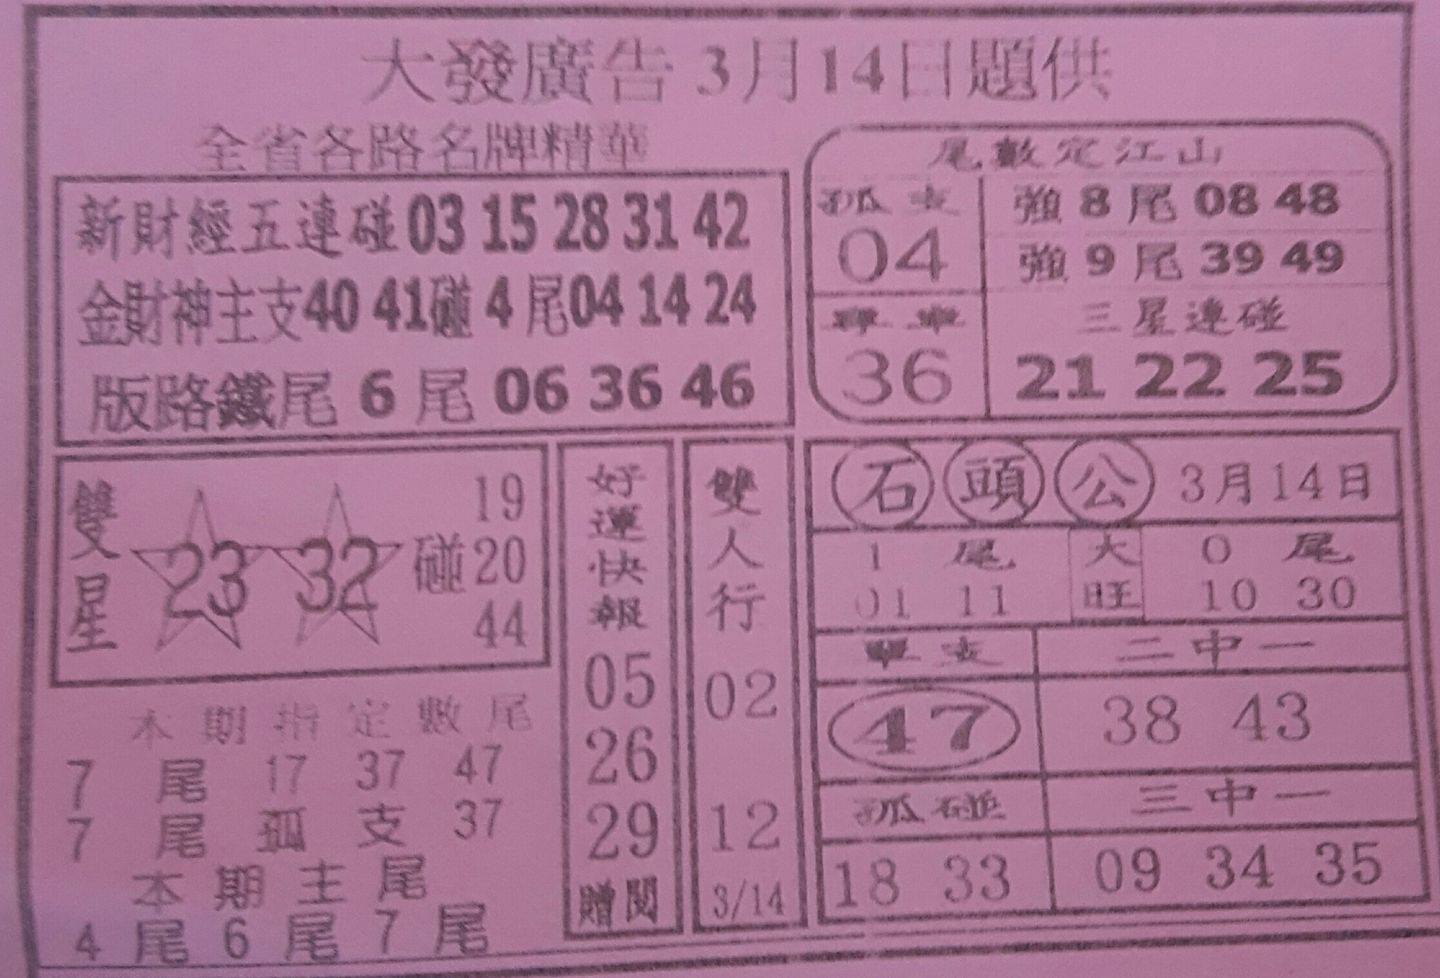 大發廣告 3月14日題供
全省各路名牌精華
新財經五連碰 03 15 28 31 42
金財神主支 40 41 碰 4 尾 04 14 24
版路鐵尾 6 尾 06 36 46
尾數定江山
孤支
04
強 8 尾 08 48
強 9 尾 39 49
36
三星連碰
21 22 25
雙星
23 32
碰
19
20
44
本期指定數尾
7 尾 17 37 47
7 尾 孤支 37
本期主尾
4 尾 6 尾 7 尾
好運快報
05
26
29
贈閱
雙人行
02
12
3/14
石頭公 3月14日
1 尾
01 11
大旺
0 尾
10 30
單支
47
二中一
38 43
孤碰
18 33
三中一
09 34 35